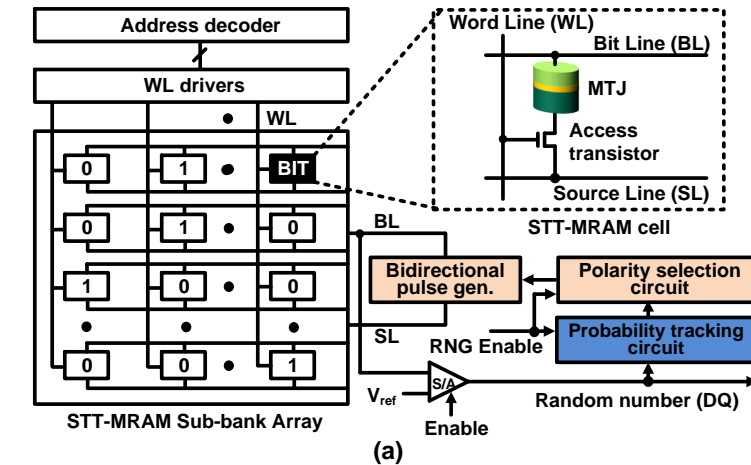 Address decoder
WL drivers
WL
Word Line (WL)
Bit Line (BL)
MTJ
Access
transistor
Source Line (SL)
STT-MRAM cell
0 1 BIT
0 1 0
1 0 0
0 0 1
BL
SL
Bidirectional
pulse gen.
Polarity selection
circuit
RNG Enable
Probability tracking
circuit
S/A
Vref
Enable
Random number (DQ)
STT-MRAM Sub-bank Array
(a)